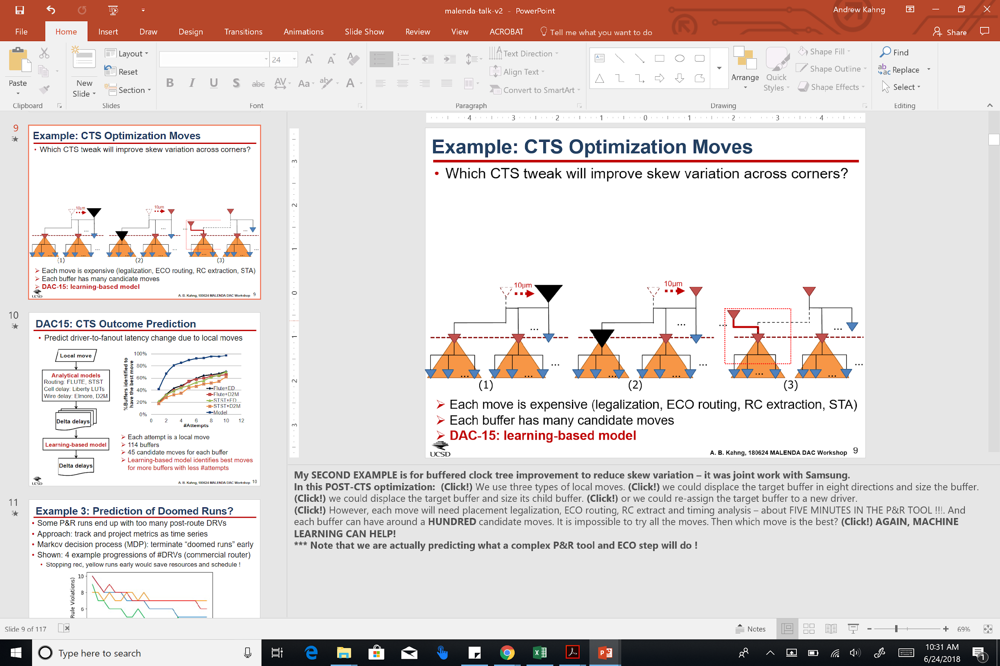 malenda-talk-v2 - PowerPoint
Andrew Kahng
File Home Insert Draw Design Transitions Animations Slide Show Review View ACROBAT Tell me what you want to do Share
Paste
New Slide
Layout
Reset
Section
24
B I U S abc AV Aa A
Text Direction
Align Text
Convert to SmartArt
Arrange
Quick Styles
Shape Fill
Shape Outline
Shape Effects
Find
Replace
Select
Clipboard Slides Font Paragraph Drawing Editing
9
Example: CTS Optimization Moves
• Which CTS tweak will improve skew variation across corners?
10µm 10µm
... ... ...
(1) (2) (3)
Each move is expensive (legalization, ECO routing, RC extraction, STA)
Each buffer has many candidate moves
DAC-15: learning-based model
UCSD
A. B. Kahng, 180624 MALENDA DAC Workshop 9
10
DAC15: CTS Outcome Prediction
• Predict driver-to-fanout latency change due to local moves
Local move
Analytical models
Routing: FLUTE, STST
Cell delay: Liberty LUTs
Wire delay: Elmore, D2M
Delta delays
Learning-based model
Delta delays
%Buffers identified to
have the best move
100%
80%
60%
40%
20%
0%
0 2 4 6 8 10 12
#Attempts
Flute+ED
Flute+D2M
STST+ED
STST+D2M
Model
Each attempt is a local move
114 buffers
45 candidate moves for each buffer
Learning-based model identifies best moves
for more buffers with less #attempts
UCSD
A. B. Kahng, 180624 MALENDA DAC Workshop 10
11
Example 3: Prediction of Doomed Runs?
• Some P&R runs end up with too many post-route DRVs
• Approach: track and project metrics as time series
• Markov decision process (MDP): terminate “doomed runs” early
• Shown: 4 example progressions of #DRVs (commercial router)
• Stopping red, yellow runs early would save resources and schedule !
Rule Violations)
10
8
6
4 3 2 1 0 1 2 3 4
3 2 1 0 1 2 3
Example: CTS Optimization Moves
• Which CTS tweak will improve skew variation across corners?
10µm 10µm
... ... ... ...
... ... ... ... ... ... ... ... ...
(1) (2) (3)
Each move is expensive (legalization, ECO routing, RC extraction, STA)
Each buffer has many candidate moves
DAC-15: learning-based model
UCSD
A. B. Kahng, 180624 MALENDA DAC Workshop 9
My SECOND EXAMPLE is for buffered clock tree improvement to reduce skew variation – it was joint work with Samsung.
In this POST-CTS optimization: (Click!) We use three types of local moves. (Click!) we could displace the target buffer in eight directions and size the buffer.
(Click!) we could displace the target buffer and size its child buffer. (Click!) or we could re-assign the target buffer to a new driver.
(Click!) However, each move will need placement legalization, ECO routing, RC extract and timing analysis – about FIVE MINUTES IN THE P&R TOOL !!!. And
each buffer can have around a HUNDRED candidate moves. It is impossible to try all the moves. Then which move is the best? (Click!) AGAIN, MACHINE
LEARNING CAN HELP!
*** Note that we are actually predicting what a complex P&R tool and ECO step will do !
Slide 9 of 117
Notes
69%
Type here to search
10:31 AM
6/24/2018
1